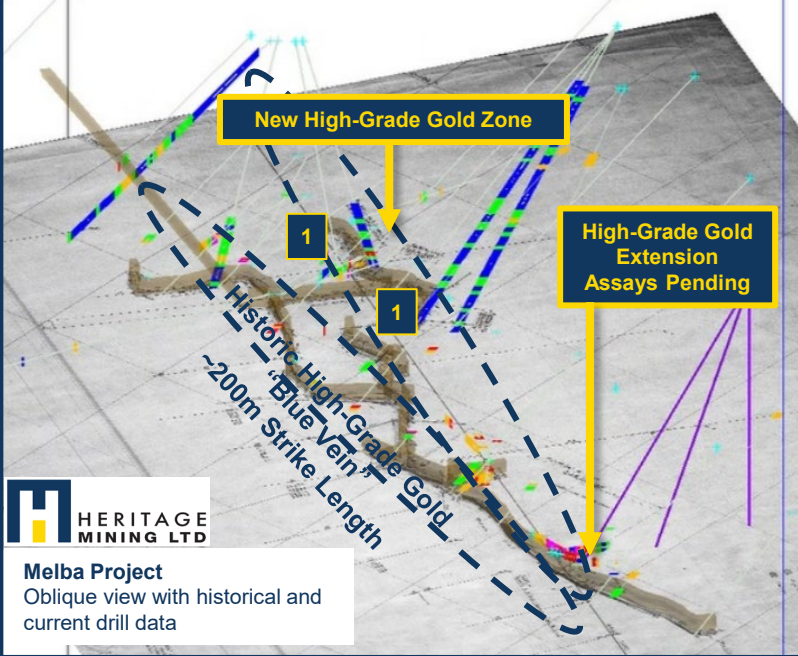 New High-Grade Gold Zone
1
High-Grade Gold
Extension
Assays Pending
1
Historic High-Grade Gold
“Blue Vein”
~200m Strike Length
HERITAGE
MINING LTD
Melba Project
Oblique view with historical and
current drill data